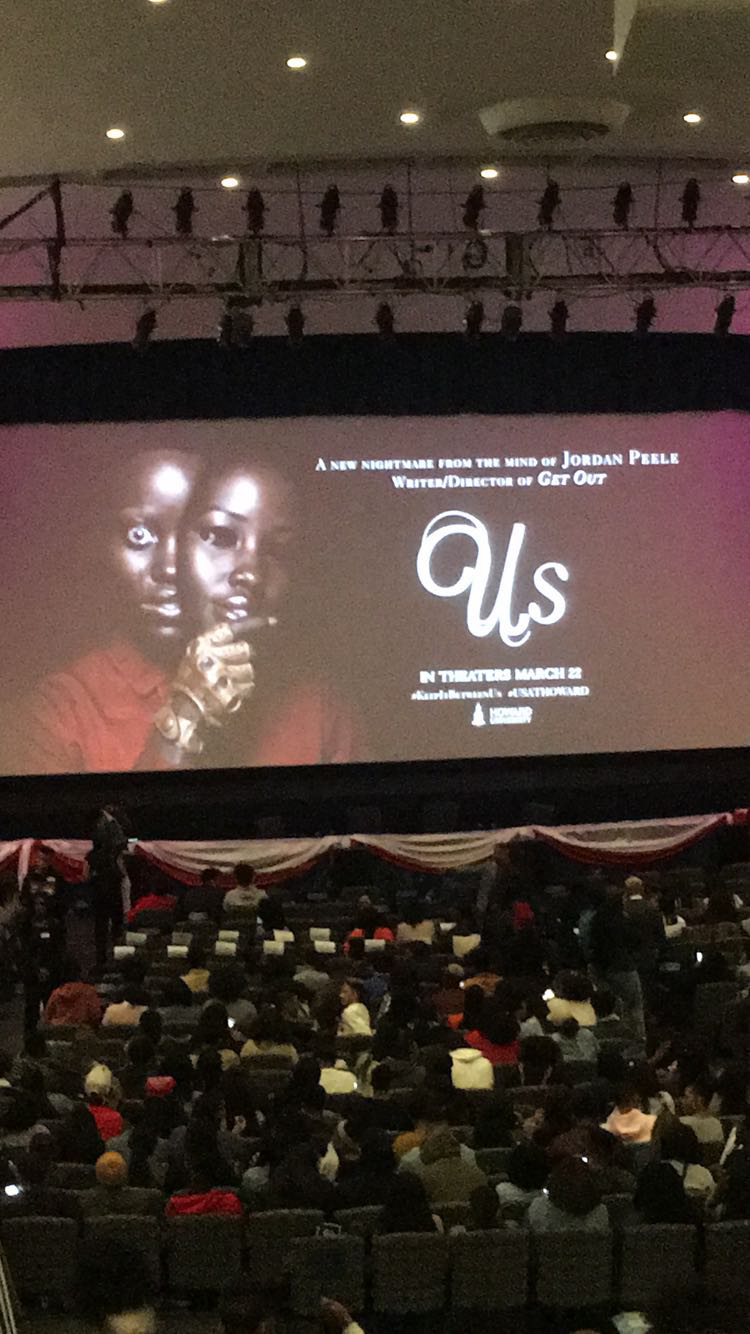 A NEW NIGHTMARE FROM THE MIND OF JORDAN PEELE
WRITER/DIRECTOR OF GET OUT
Us
IN THEATERS MARCH 22
#KEEPITBETWEENUS #USATHOWARD
HOWARD
UNIVERSITY